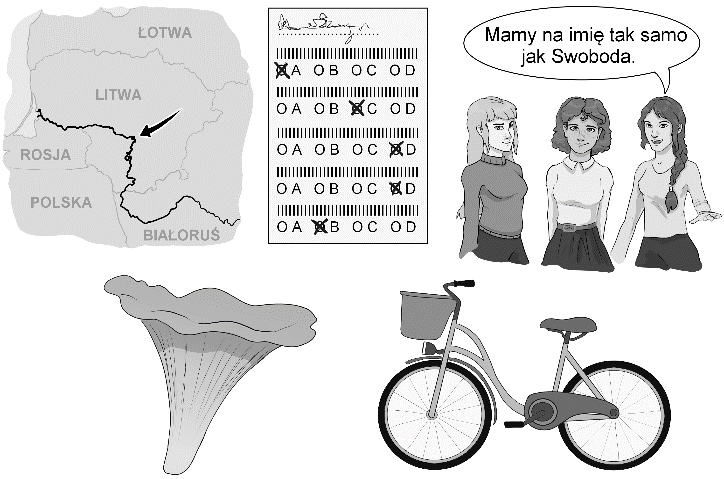 ŁOTWA
LITWA
ROSJA
POLSKA
BIAŁORUŚ
A B C D
A B C D
A B C D
A B C D
A B C D
Mamy na imię tak samo
jak Swoboda.